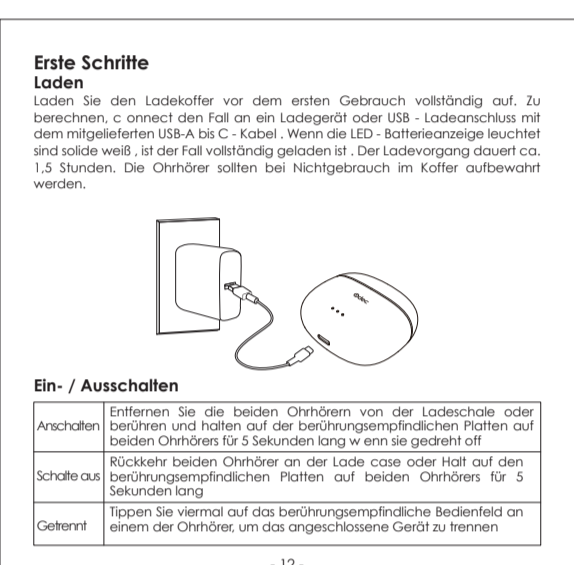 Erste Schritte
Laden
Laden Sie den Ladekoffer vor dem ersten Gebrauch vollständig auf. Zu
berechnen, c onnect den Fall an ein Ladegerät oder USB - Ladeanschluss mit
dem mitgelieferten USB-A bis C - Kabel . Wenn die LED - Batterieanzeige leuchtet
sind solide weiß , ist der Fall vollständig geladen ist . Der Ladevorgang dauert ca.
1,5 Stunden. Die Ohrhörer sollten bei Nichtgebrauch im Koffer aufbewahrt
werden.
Ein- / Ausschalten
Anschalten
Entfernen Sie die beiden Ohrhörern von der Ladeschale oder
berühren und halten auf der berührungsempfindlichen Platten auf
beiden Ohrhörers für 5 Sekunden lang w enn sie gedreht off
Schalte aus
Rückkehr beiden Ohrhörer an der Lade case oder Halt auf den
berührungsempfindlichen Platten auf beiden Ohrhörers für 5
Sekunden lang
Getrennt
Tippen Sie viermal auf das berührungsempfindliche Bedienfeld an
einem der Ohrhörer, um das angeschlossene Gerät zu trennen
- 12 -